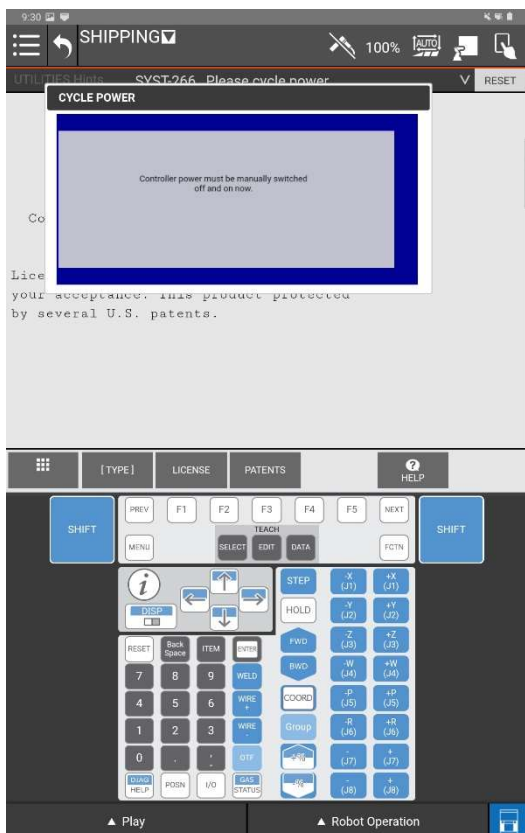 9:30
SHIPPING
100%
AUTO
UTILITIES Hints
SYST-266 Please cycle power
RESET
CYCLE POWER
Controller power must be manually switched
off and on now.
Co
Lice
your acceptance. This product protected
by several U.S. patents.
[TYPE]
LICENSE
PATENTS
HELP
SHIFT
PREV
F1
F2
F3
F4
F5
NEXT
SHIFT
TEACH
MENU
SELECT
EDIT
DATA
FCTN
i
DISP
STEP
-X
(J1)
+X
(J1)
HOLD
-Y
(J2)
+Y
(J2)
RESET
Back
Space
ITEM
ENTER
FWD
-Z
(J3)
+Z
(J3)
7
8
9
WELD
BWD
-W
(J4)
+W
(J4)
4
5
6
WIRE
+
COORD
-P
(J5)
+P
(J5)
1
2
3
WIRE
-
Group
-R
(J6)
+R
(J6)
0
.
OTF
+%
-
(J7)
+
(J7)
DIAG
HELP
POSN
I/O
GAS
STATUS
-%
-
(J8)
+
(J8)
Play
Robot Operation